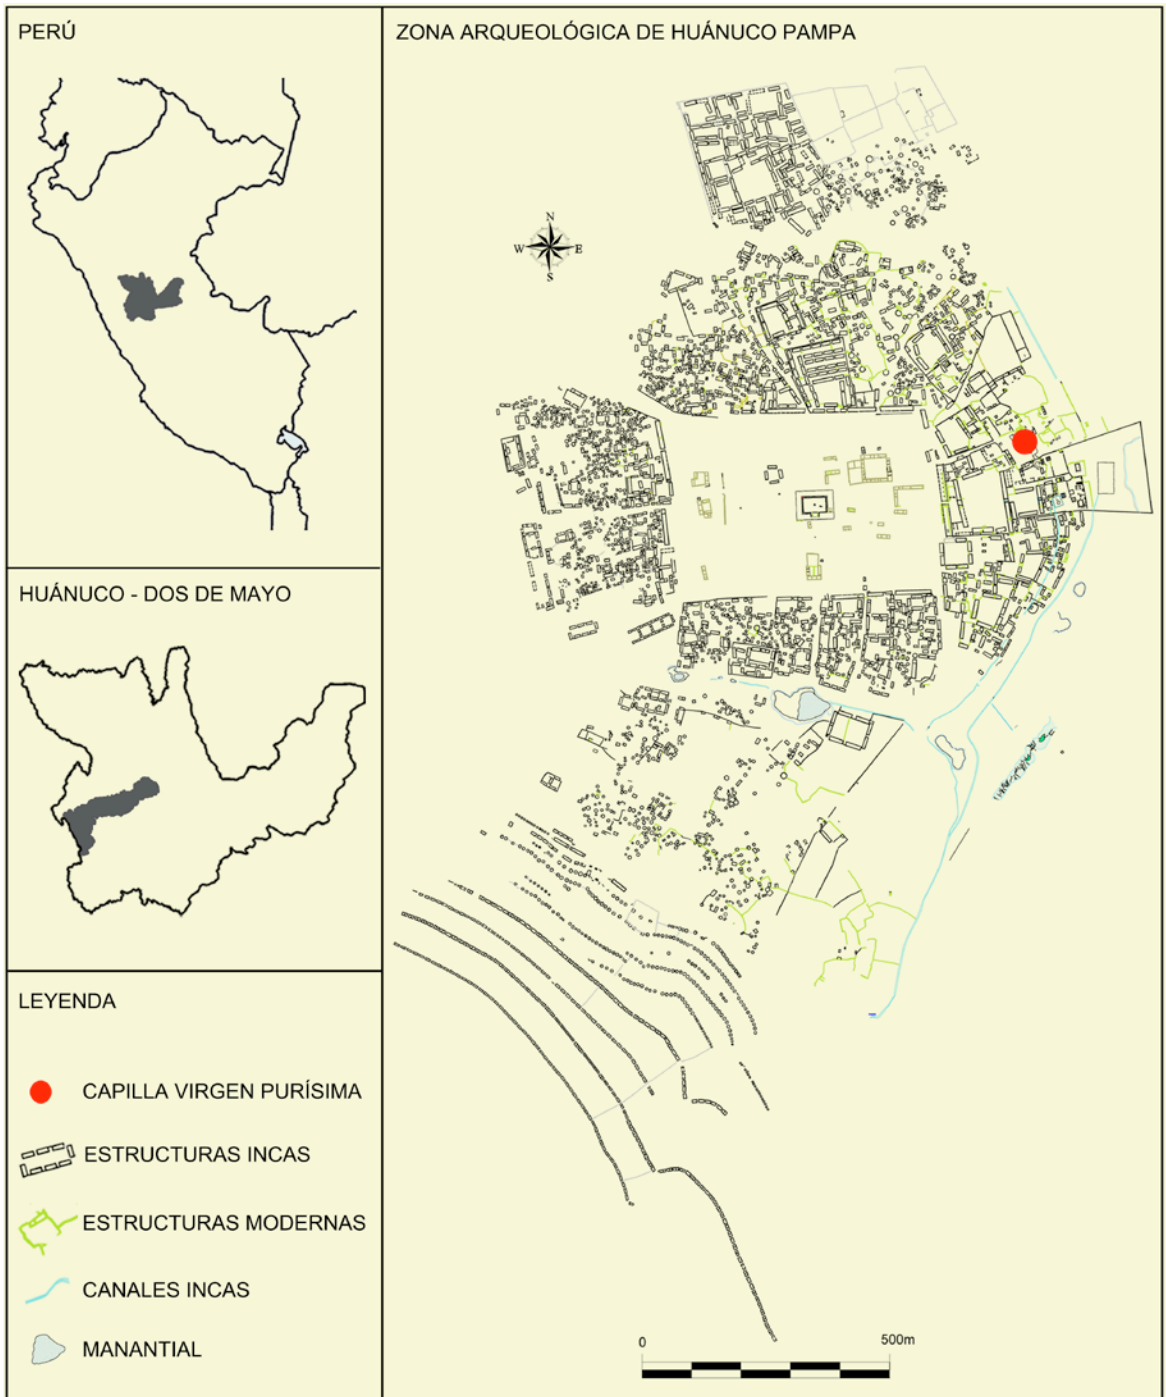 PERÚ
ZONA ARQUEOLÓGICA DE HUÁNUCO PAMPA
N
W E
S
HUÁNUCO - DOS DE MAYO
LEYENDA
CAPILLA VIRGEN PURÍSIMA
ESTRUCTURAS INCAS
ESTRUCTURAS MODERNAS
CANALES INCAS
MANANTIAL
0 500m